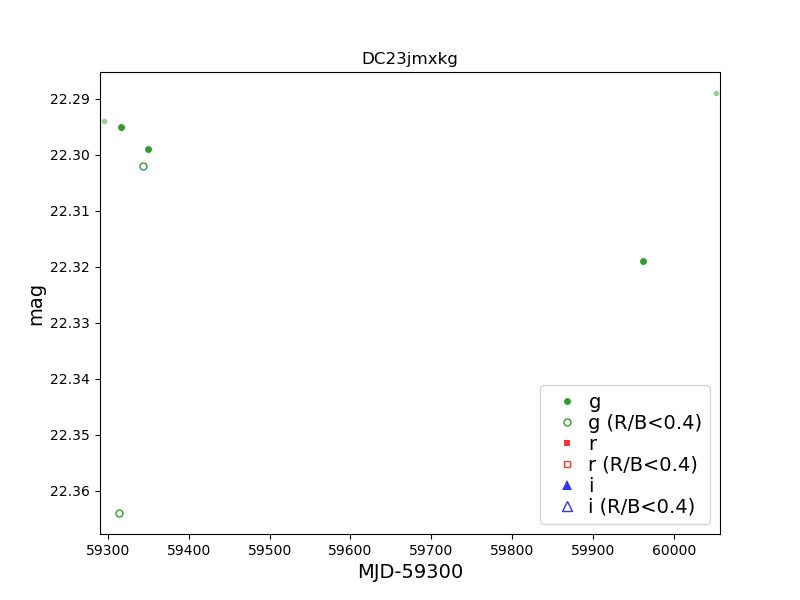 DC23jmxkg
22.29
22.30
22.31
22.32
22.33
22.34
22.35
22.36
mag
g
g (R/B<0.4)
r
r (R/B<0.4)
i
i (R/B<0.4)
59300 59400 59500 59600 59700 59800 59900 60000
MJD-59300